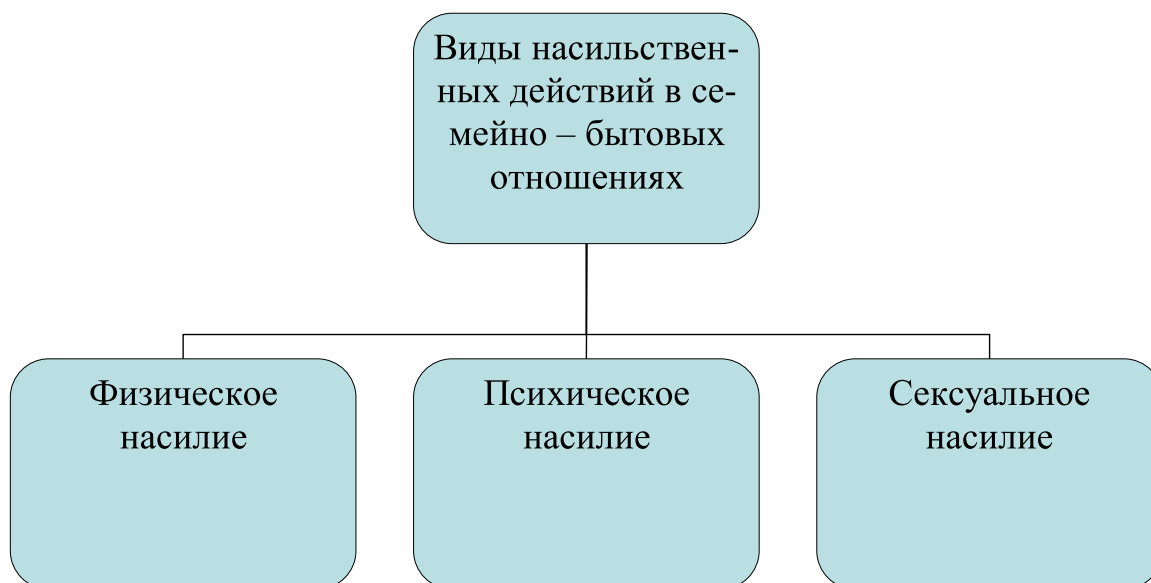 Виды насильствен-
ных действий в се-
мейно – бытовых
отношениях
Физическое
насилие
Психическое
насилие
Сексуальное
насилие